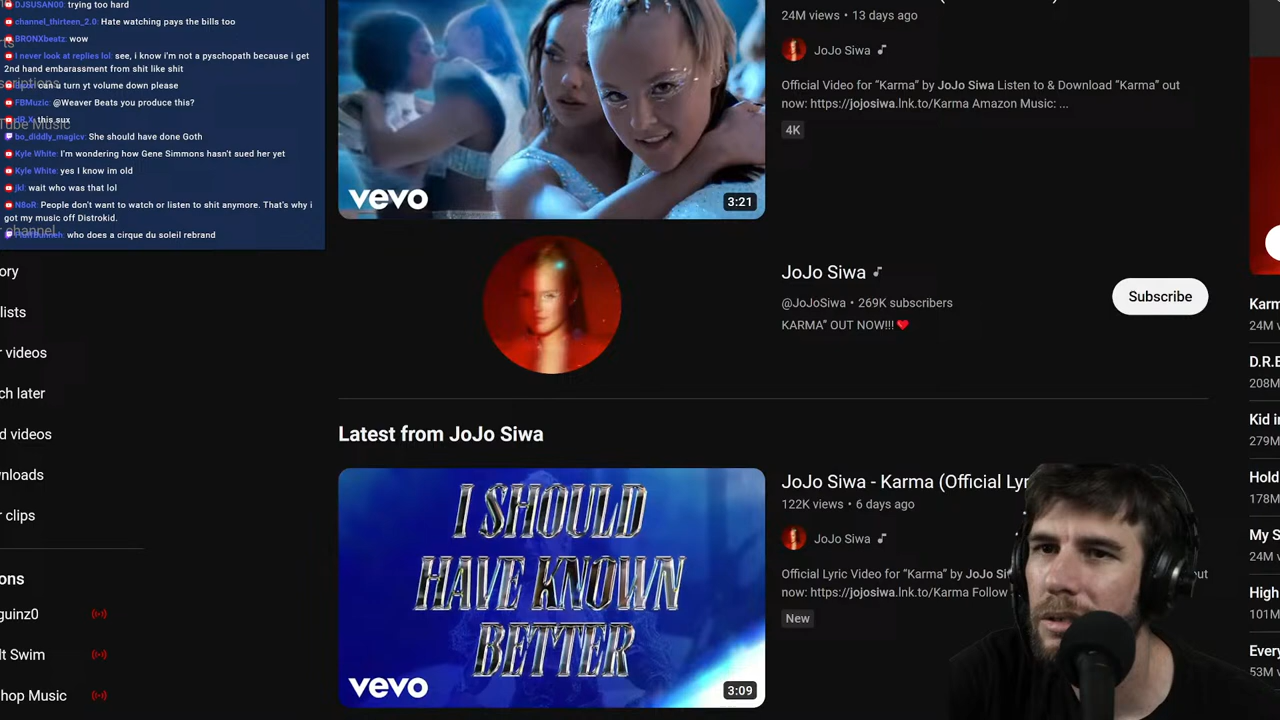 DJSUSAN00: trying too hard
channel_thirteen_2.0: Hate watching pays the bills too
BRONXbeatz: wow
I never look at replies lol: see, i know i'm not a pyschopath because i get
2nd hand embarassment from shit like shit
can u turn yt volume down please
FBMuzic: @Weaver Beats you produce this?
this sux
bo_diddly_magicv: She should have done Goth
Kyle White: I'm wondering how Gene Simmons hasn't sued her yet
Kyle White: yes I know im old
jkl: wait who was that lol
N8oR: People don't want to watch or listen to shit anymore. That's why i
got my music off Distrokid.
who does a cirque du soleil rebrand
scriptions
Tube Music
r channel
ory
lists
r videos
ch later
d videos
wnloads
r clips
ons
guinz0
lt Swim
hop Music
24M views • 13 days ago
JoJo Siwa
Official Video for “Karma” by JoJo Siwa Listen to & Download “Karma” out
now: https://jojosiwa.lnk.to/Karma Amazon Music: ...
4K
vevo
3:21
JoJo Siwa
@JoJoSiwa • 269K subscribers
KARMA” OUT NOW!!!
Subscribe
Latest from JoJo Siwa
I SHOULD
HAVE KNOWN
BETTER
vevo
3:09
JoJo Siwa - Karma (Official Lyr
122K views • 6 days ago
JoJo Siwa
Official Lyric Video for “Karma” by JoJo Si out
now: https://jojosiwa.lnk.to/Karma Follow
New
Karm
24M v
D.R.E
208M
Kid in
279M
Hold
178M
My S
24M v
High
101M
Every
53M v